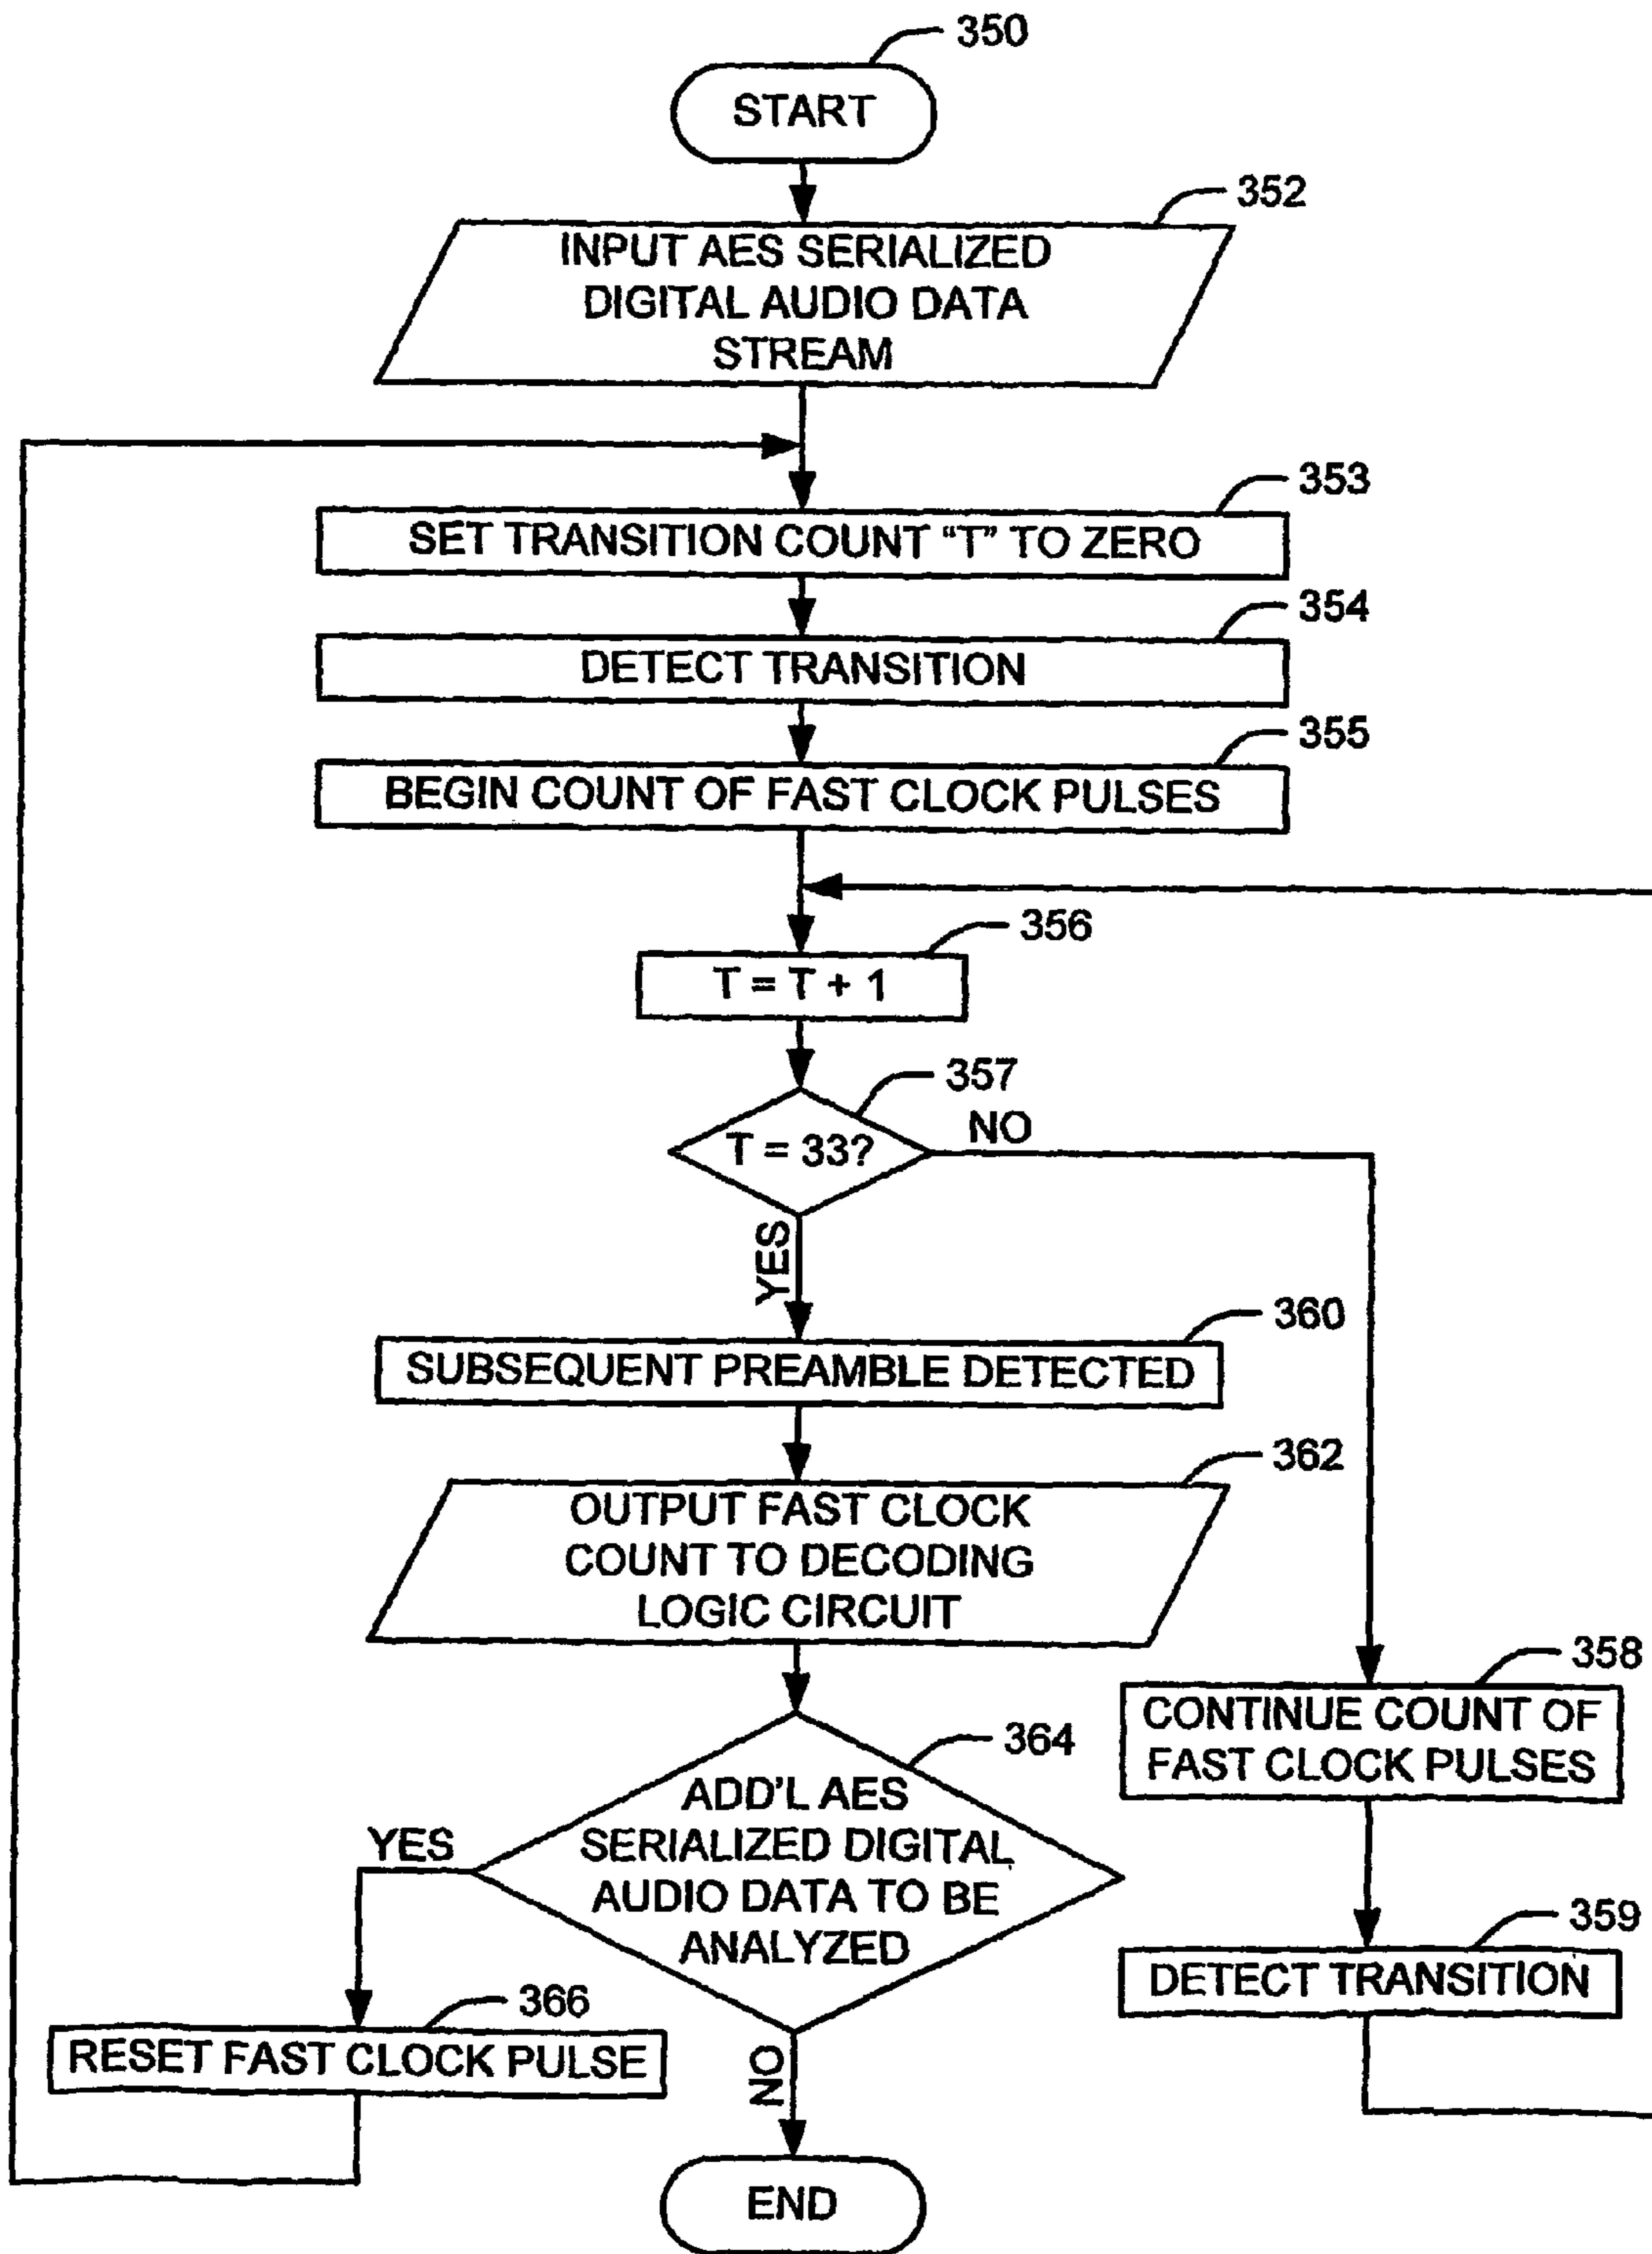 350
START
352
INPUT AES SERIALIZED
DIGITAL AUDIO DATA
STREAM
353
SET TRANSITION COUNT "T" TO ZERO
354
DETECT TRANSITION
355
BEGIN COUNT OF FAST CLOCK PULSES
356
T = T + 1
357
T = 33?
NO
YES
360
SUBSEQUENT PREAMBLE DETECTED
362
OUTPUT FAST CLOCK
COUNT TO DECODING
LOGIC CIRCUIT
358
CONTINUE COUNT OF
FAST CLOCK PULSES
364
ADD'L AES
SERIALIZED DIGITAL
AUDIO DATA TO BE
ANALYZED
YES
359
DETECT TRANSITION
366
RESET FAST CLOCK PULSE
NO
END